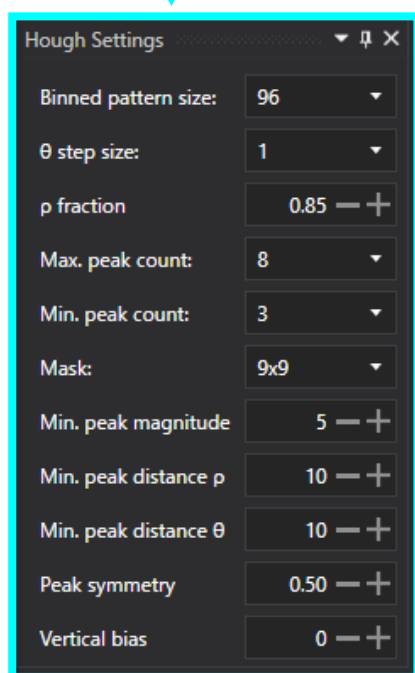 Hough Settings
Binned pattern size: 96
θ step size: 1
ρ fraction 0.85
Max. peak count: 8
Min. peak count: 3
Mask: 9x9
Min. peak magnitude 5
Min. peak distance ρ 10
Min. peak distance θ 10
Peak symmetry 0.50
Vertical bias 0